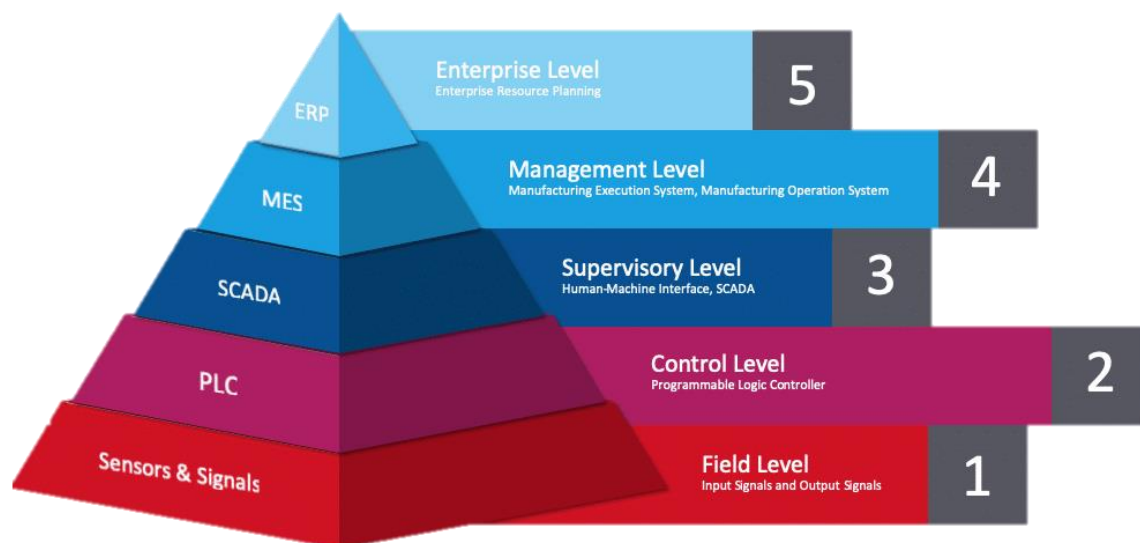 ERP
Enterprise Level
Enterprise Resource Planning
5
MES
Management Level
Manufacturing Execution System, Manufacturing Operation System
4
SCADA
Supervisory Level
Human-Machine Interface, SCADA
3
PLC
Control Level
Programmable Logic Controller
2
Sensors & Signals
Field Level
Input Signals and Output Signals
1